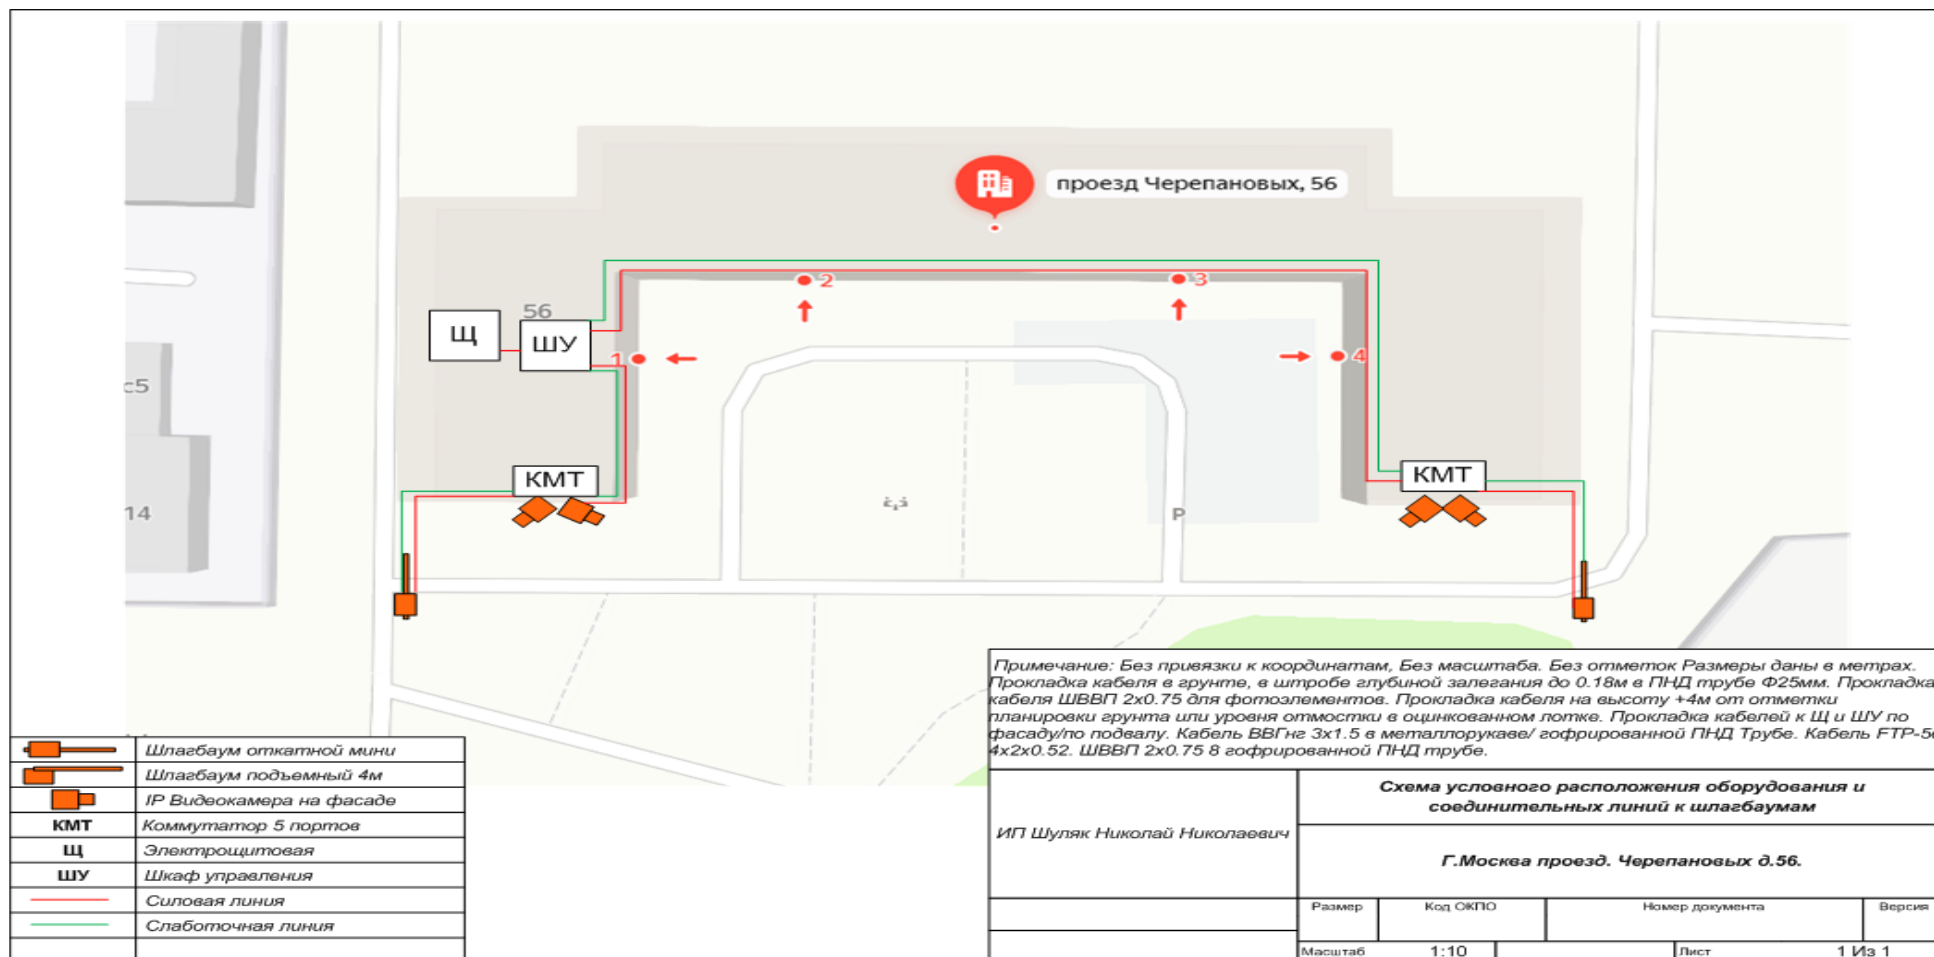 проезд Черепановых, 56
2
3
56
Щ
ШУ
1
4
с5
КМТ
КМТ
14
P
Примечание: Без привязки к координатам, Без масштаба. Без отметок Размеры даны в метрах.
Прокладка кабеля в грунте, в штробе глубиной залегания до 0.18м в ПНД трубе Ф25мм. Прокладка
кабеля ШВВП 2х0.75 для фотоэлементов. Прокладка кабеля на высоту +4м от отметки
планировки грунта или уровня отмостки в оцинкованном лотке. Прокладка кабелей к Щ и ШУ по
фасаду/по подвалу. Кабель ВВГнг 3х1.5 в металлорукаве/ гофрированной ПНД Трубе. Кабель FTP-5
4х2х0.52. ШВВП 2х0.75 8 гофрированной ПНД трубе.
Шлагбаум откатной мини
Шлагбаум подъемный 4м
IP Видеокамера на фасаде
КМТ Коммутатор 5 портов
Щ Электрощитовая
ШУ Шкаф управления
Силовая линия
Слаботочная линия
ИП Шуляк Николай Николаевич
Схема условного расположения оборудования и
соединительных линий к шлагбаумам
Г.Москва проезд. Черепановых д.56.
Размер Код ОКПО Номер документа Версия
Масштаб 1:10 Лист 1 Из 1